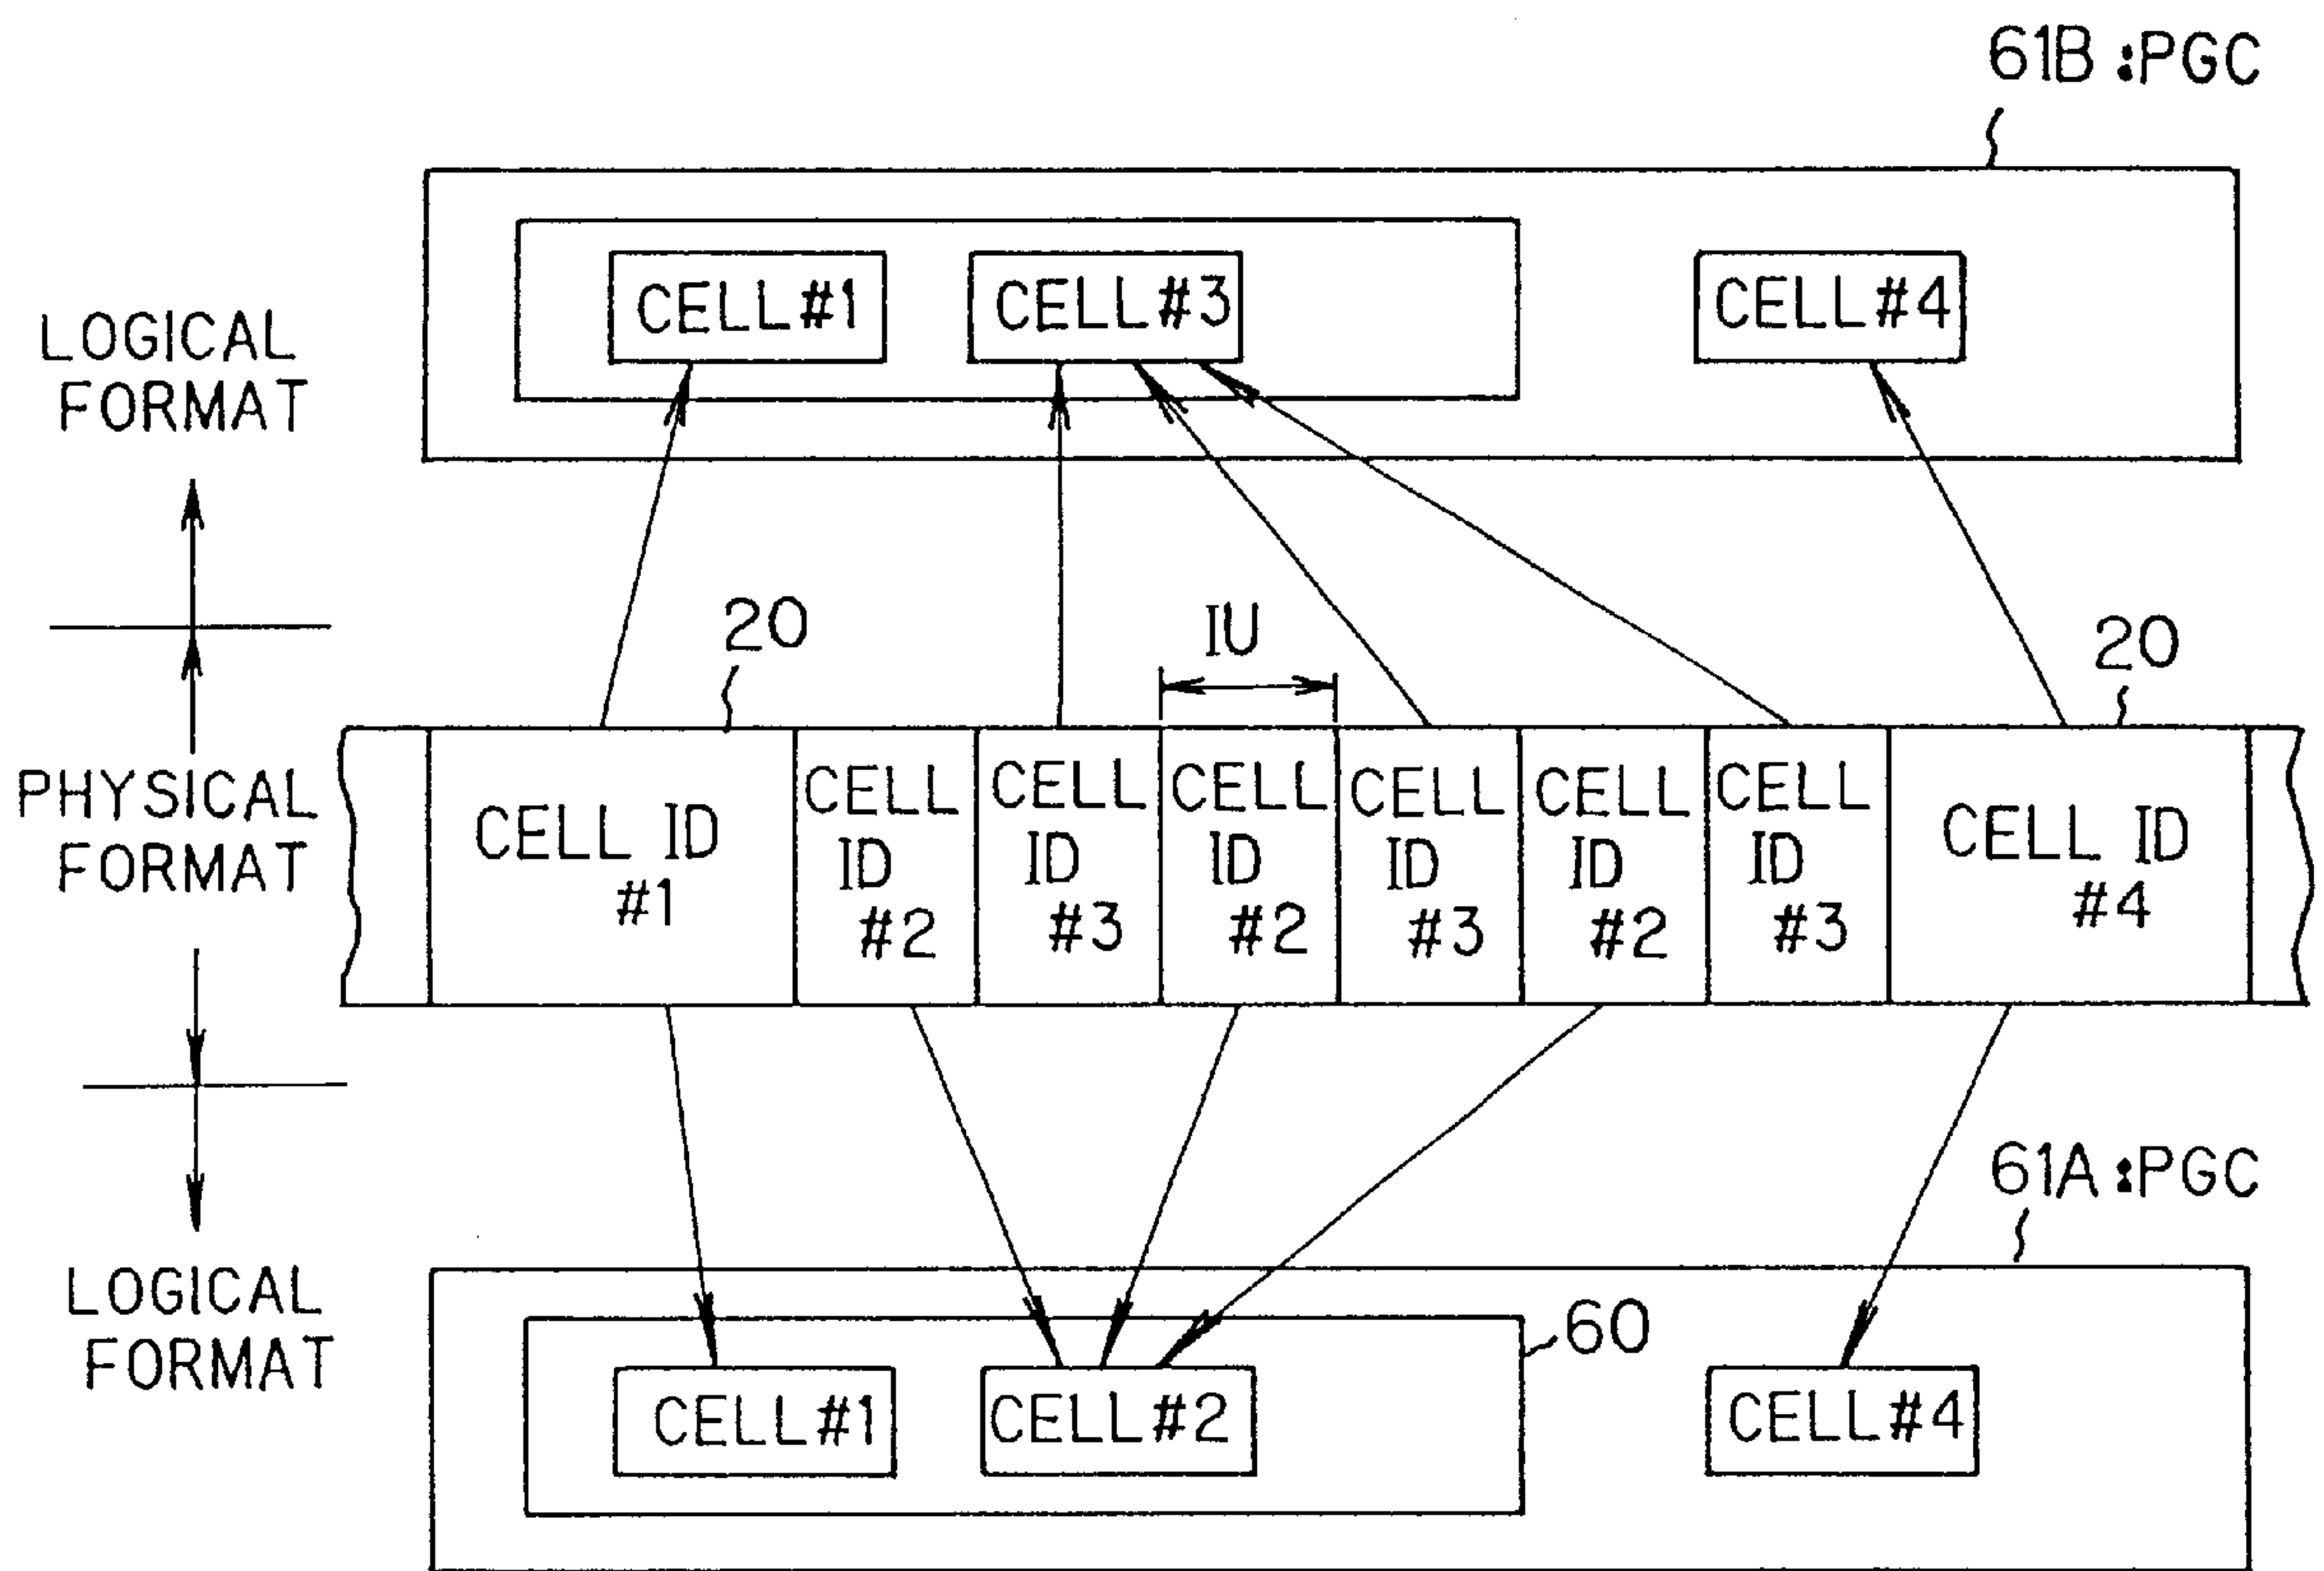 61B :PGC
CELL #1
CELL #3
CELL #4
LOGICAL
FORMAT
20
IU
20
PHYSICAL
FORMAT
CELL ID
#1
CELL
ID
#2
CELL
ID
#3
CELL
ID
#2
CELL
ID
#3
CELL
ID
#2
CELL
ID
#3
CELL ID
#4
61A :PGC
LOGICAL
FORMAT
60
CELL #1
CELL #2
CELL #4